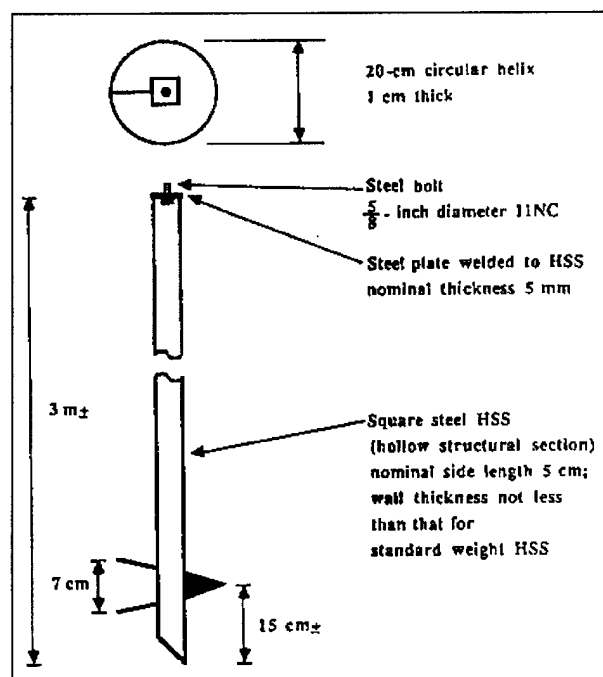 20-cm circular helix
1 cm thick
Steel bolt
5/8 - inch diameter 11NC
Steel plate welded to HSS
nominal thickness 5 mm
3 m±
Square steel HSS
(hollow structural section)
nominal side length 5 cm;
wall thickness not less
than that for
standard weight HSS
7 cm
15 cm±